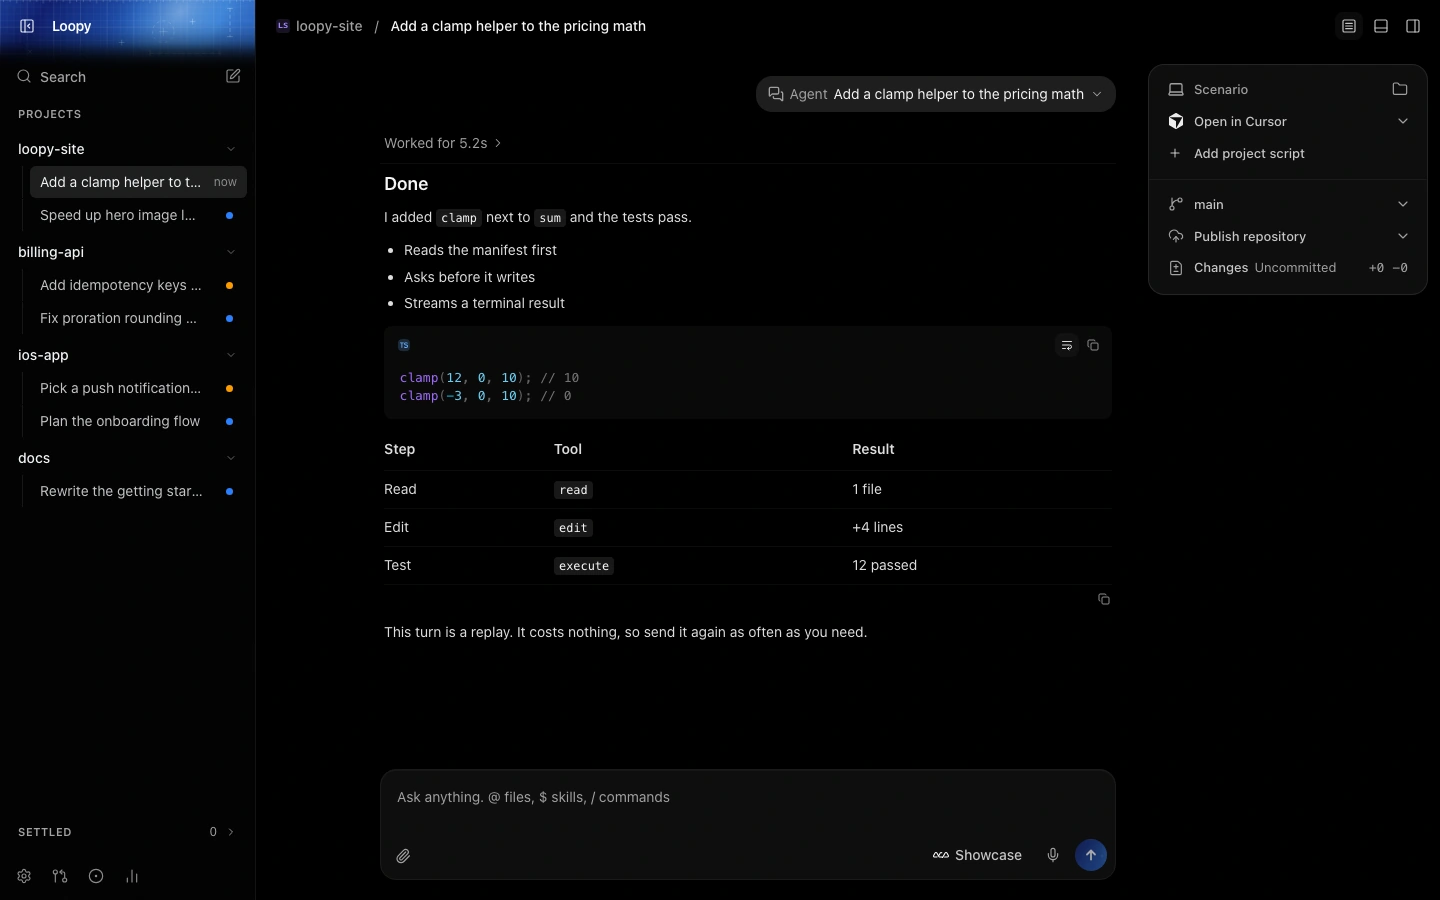 Loopy
Search
PROJECTS
loopy-site
Add a clamp helper to t... now
Speed up hero image l...
billing-api
Add idempotency keys ...
Fix proration rounding ...
ios-app
Pick a push notification...
Plan the onboarding flow
docs
Rewrite the getting star...
SETTLED 0
LS loopy-site / Add a clamp helper to the pricing math
Agent Add a clamp helper to the pricing math
Worked for 5.2s
Done
I added clamp next to sum and the tests pass.
• Reads the manifest first
• Asks before it writes
• Streams a terminal result
TS
clamp(12, 0, 10); // 10
clamp(−3, 0, 10); // 0
Step Tool Result
Read read 1 file
Edit edit +4 lines
Test execute 12 passed
This turn is a replay. It costs nothing, so send it again as often as you need.
Ask anything. @ files, $ skills, / commands
Showcase
Scenario
Open in Cursor
Add project script
main
Publish repository
Changes Uncommitted +0 −0